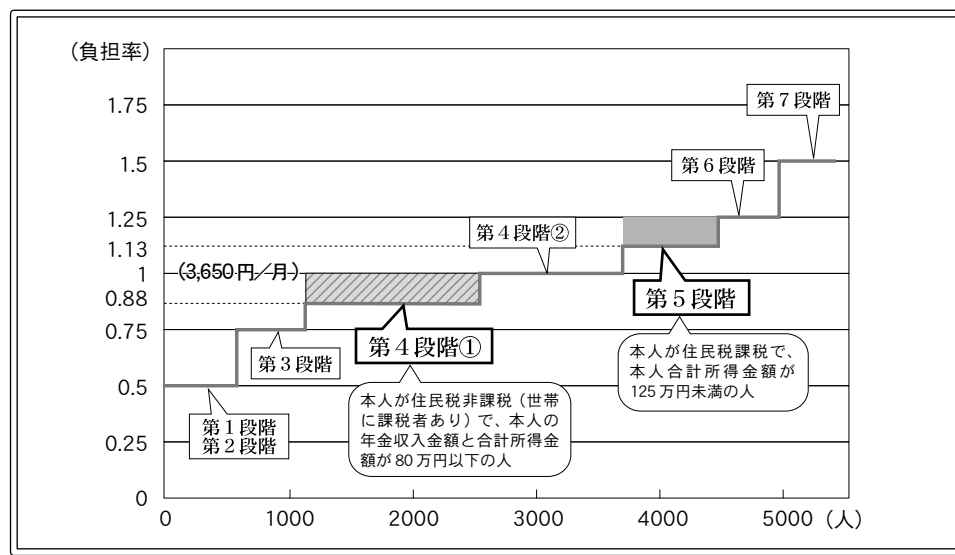 (負担率)
1.75
1.5
1.25
1.13
1
(3,650円/月)
0.88
0.75
0.5
0.25
0
0
1000
2000
3000
4000
5000
(人)
第1段階
第2段階
第3段階
第4段階①
本人が住民税非課税(世帯
に課税者あり)で、本人の
年金収入金額と合計所得金
額が80万円以下の人
第4段階②
第5段階
本人が住民税課税で、
本人合計所得金額が
125万円未満の人
第6段階
第7段階